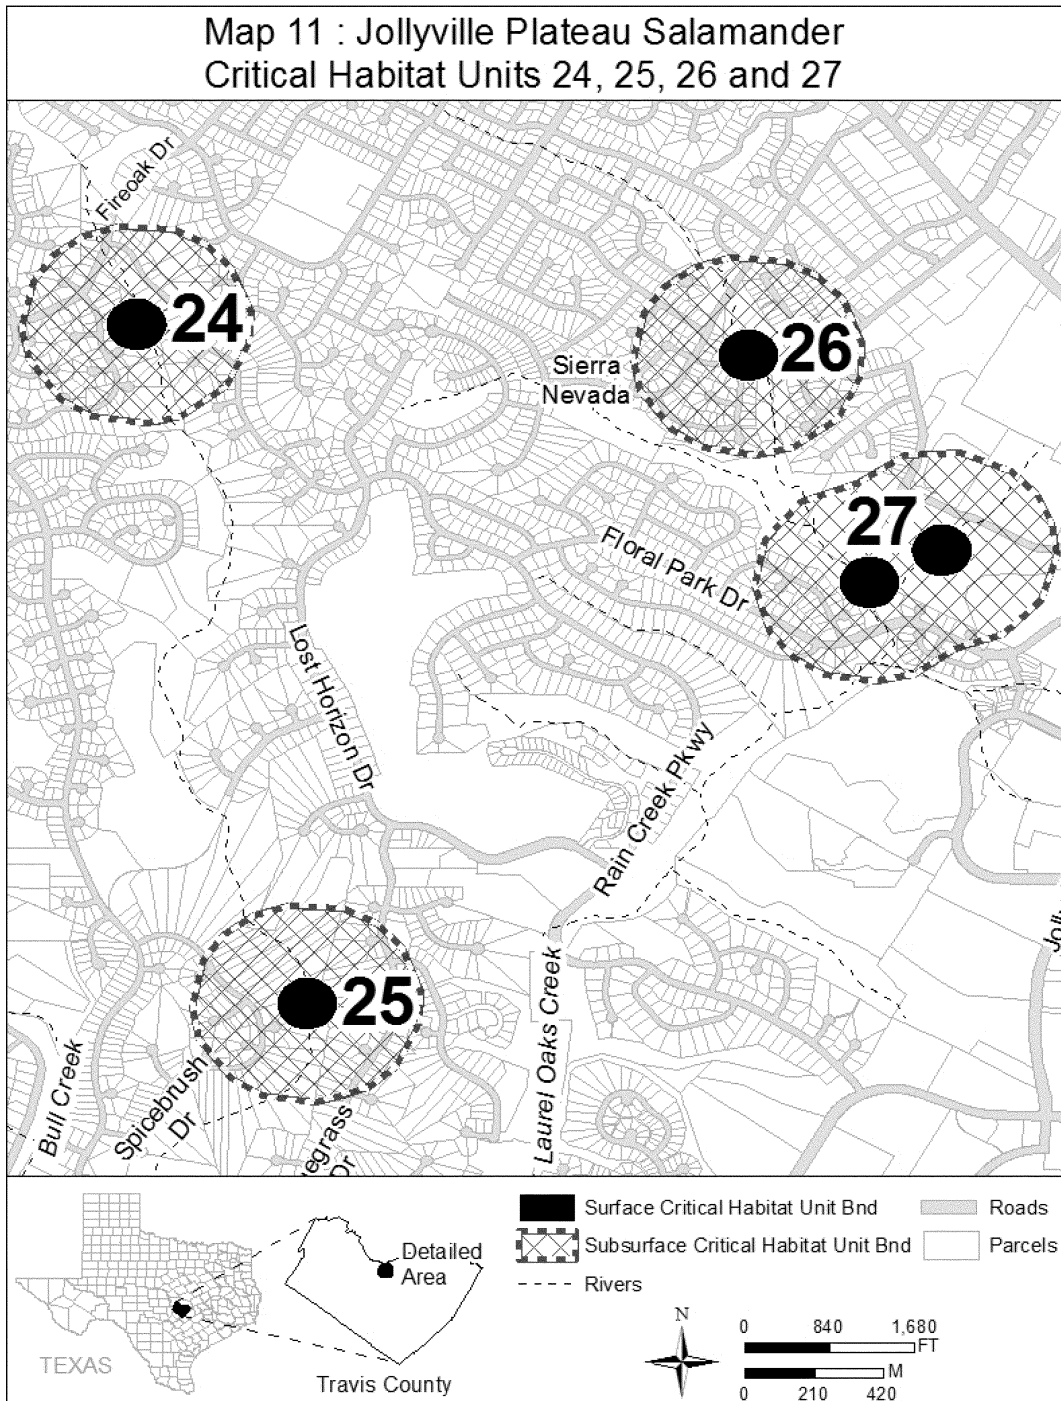 Map 11 : Jollyville Plateau Salamander
Critical Habitat Units 24, 25, 26 and 27
Fireoak Dr
24
26
Sierra
Nevada
27
Floral Park Dr
Lost Horizon Dr
Rain Creek Pkwy
25
Laurel Oaks Creek
Bull Creek
Spicebrush
Dr
egrass
Dr
Joll
Surface Critical Habitat Unit Bnd
Roads
Subsurface Critical Habitat Unit Bnd
Parcels
Rivers
Detailed
Area
TEXAS
Travis County
N
0 840 1,680
FT
M
0 210 420